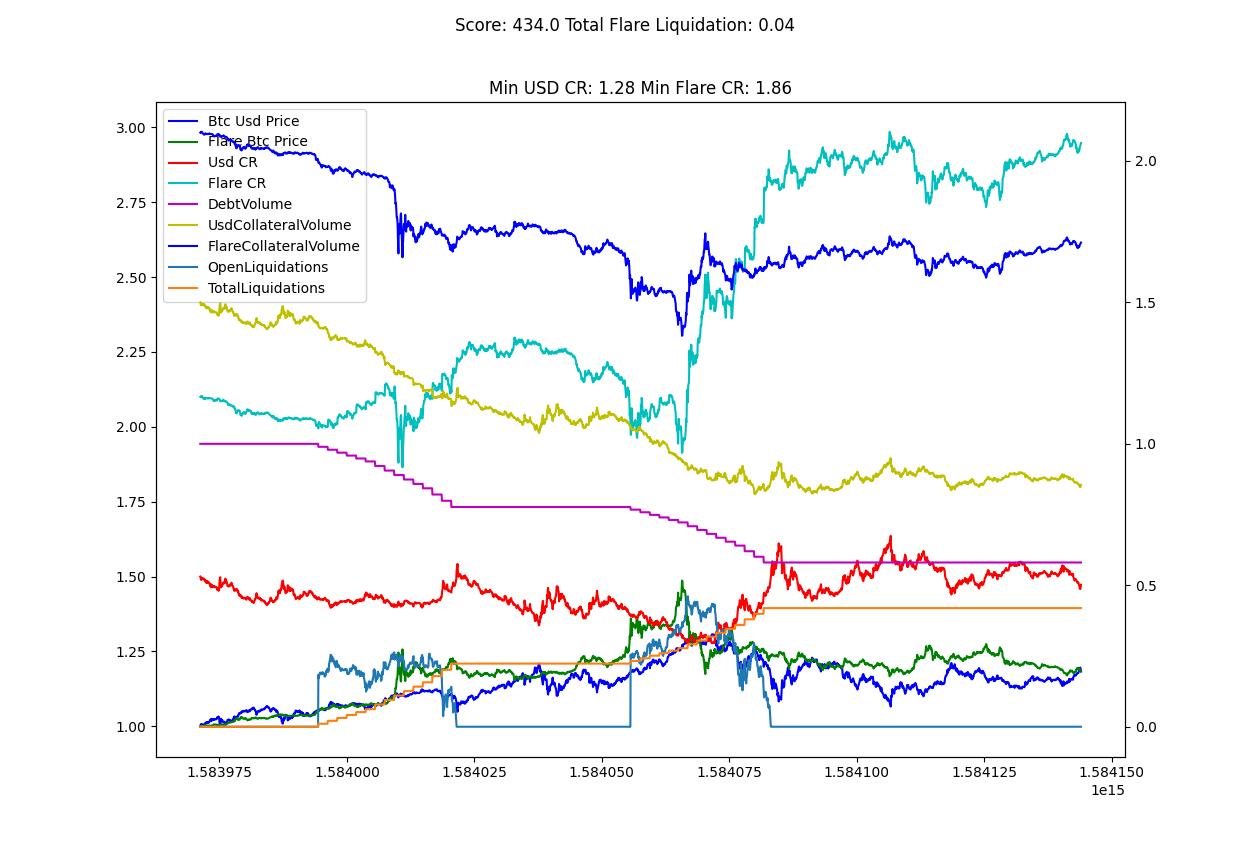 Score: 434.0 Total Flare Liquidation: 0.04
Min USD CR: 1.28 Min Flare CR: 1.86
Btc Usd Price
Flare Btc Price
Usd CR
Flare CR
DebtVolume
UsdCollateralVolume
FlareCollateralVolume
OpenLiquidations
TotalLiquidations
3.00
2.75
2.50
2.25
2.00
1.75
1.50
1.25
1.00
2.0
1.5
1.0
0.5
0.0
1.583975 1.584000 1.584025 1.584050 1.584075 1.584100 1.584125 1.584150
1e15